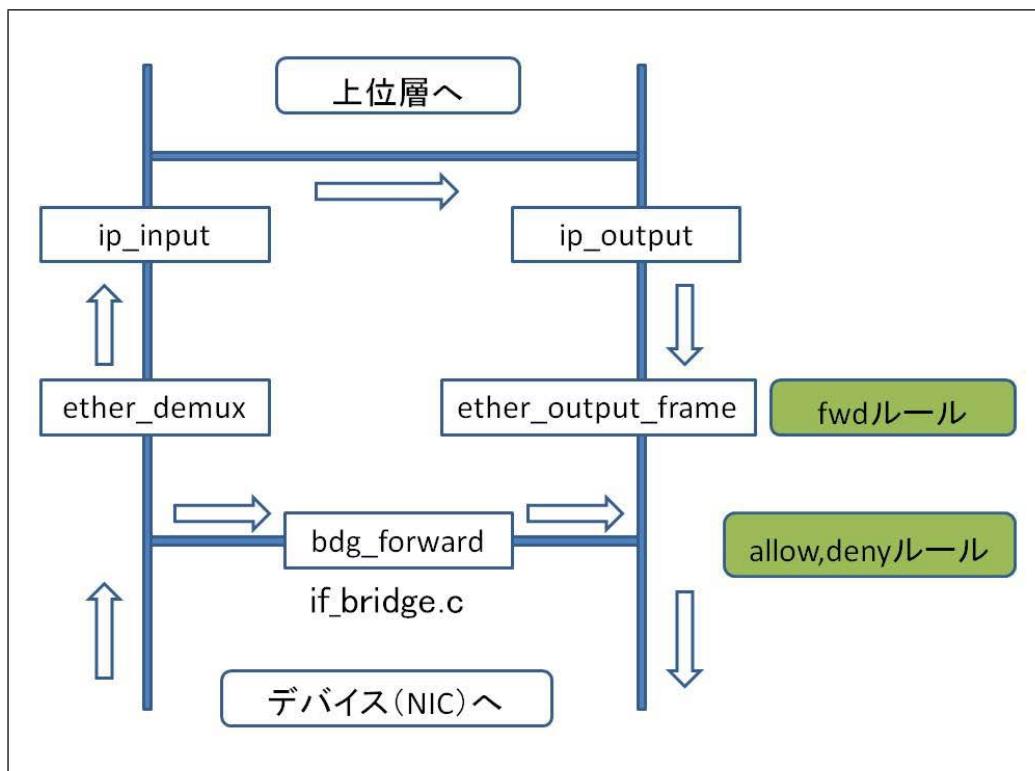 上位層へ
ip_input
ip_output
ether_demux
ether_output_frame
fwdルール
bdg_forward
allow,denyルール
if_bridge.c
デバイス(NIC)へ